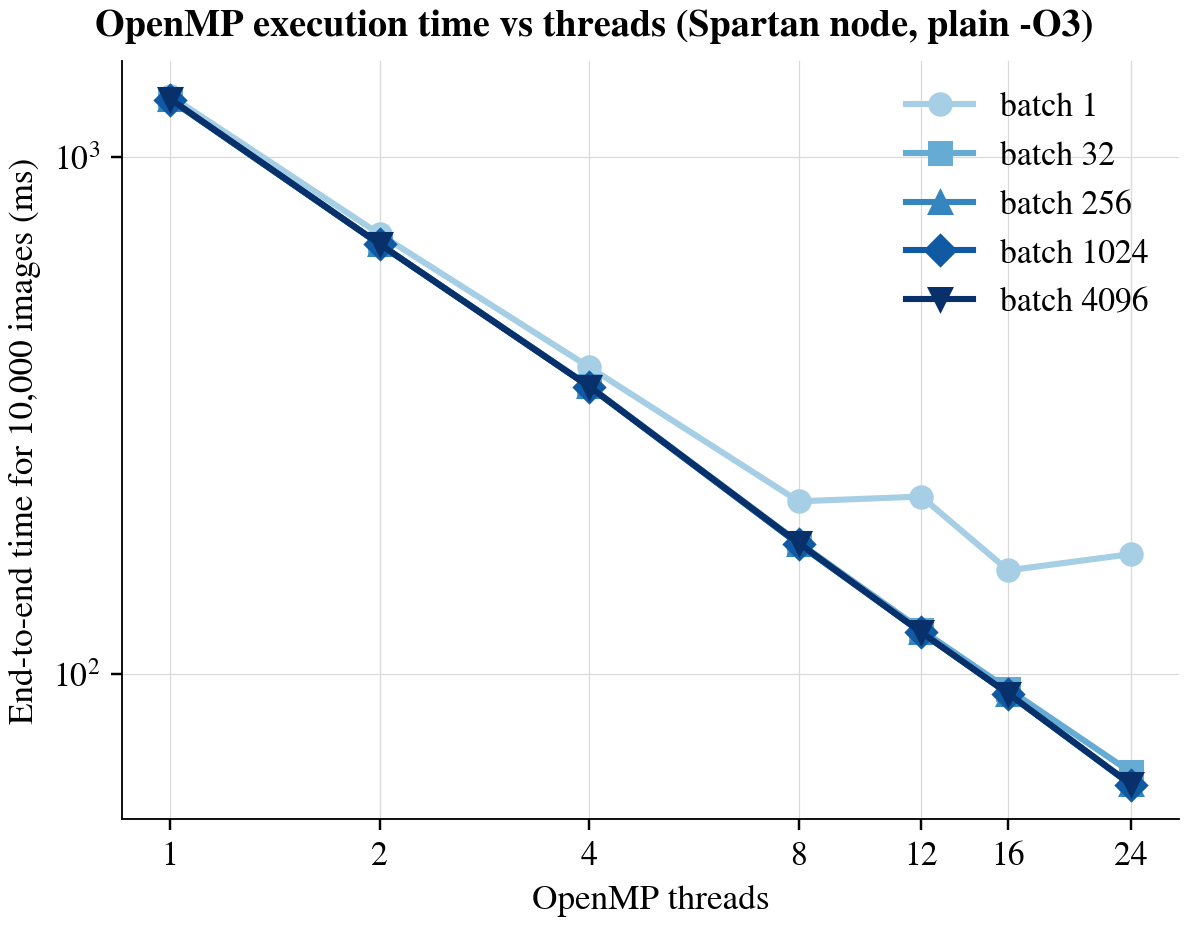 OpenMP execution time vs threads (Spartan node, plain -O3)
End-to-end time for 10,000 images (ms)
10³
10²
batch 1
batch 32
batch 256
batch 1024
batch 4096
1 2 4 8 12 16 24
OpenMP threads